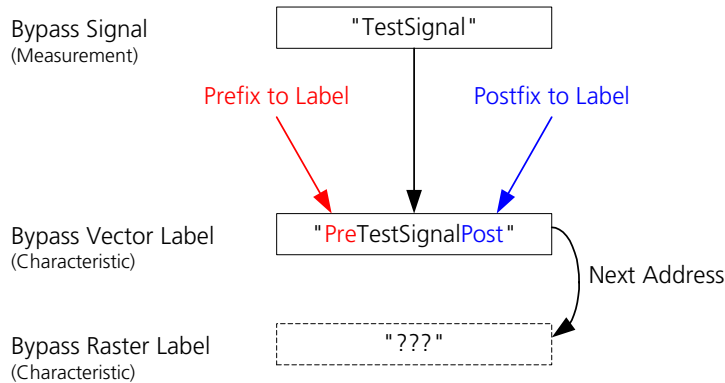 Bypass Signal
(Measurement)
"TestSignal"
Prefix to Label
Postfix to Label
Bypass Vector Label
(Characteristic)
"PreTestSignalPost"
Next Address
Bypass Raster Label
(Characteristic)
"???"